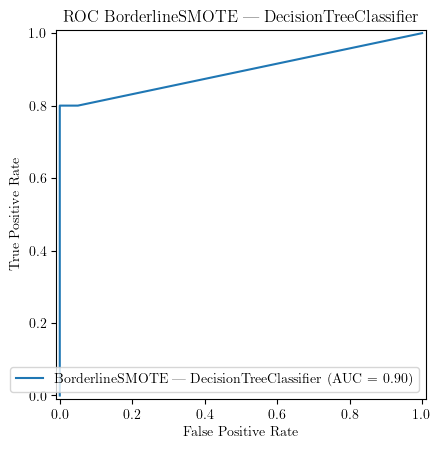 ROC BorderlineSMOTE — DecisionTreeClassifier
1.0
0.8
0.6
0.4
0.2
0.0
True Positive Rate
BorderlineSMOTE — DecisionTreeClassifier (AUC = 0.90)
0.0 0.2 0.4 0.6 0.8 1.0
False Positive Rate